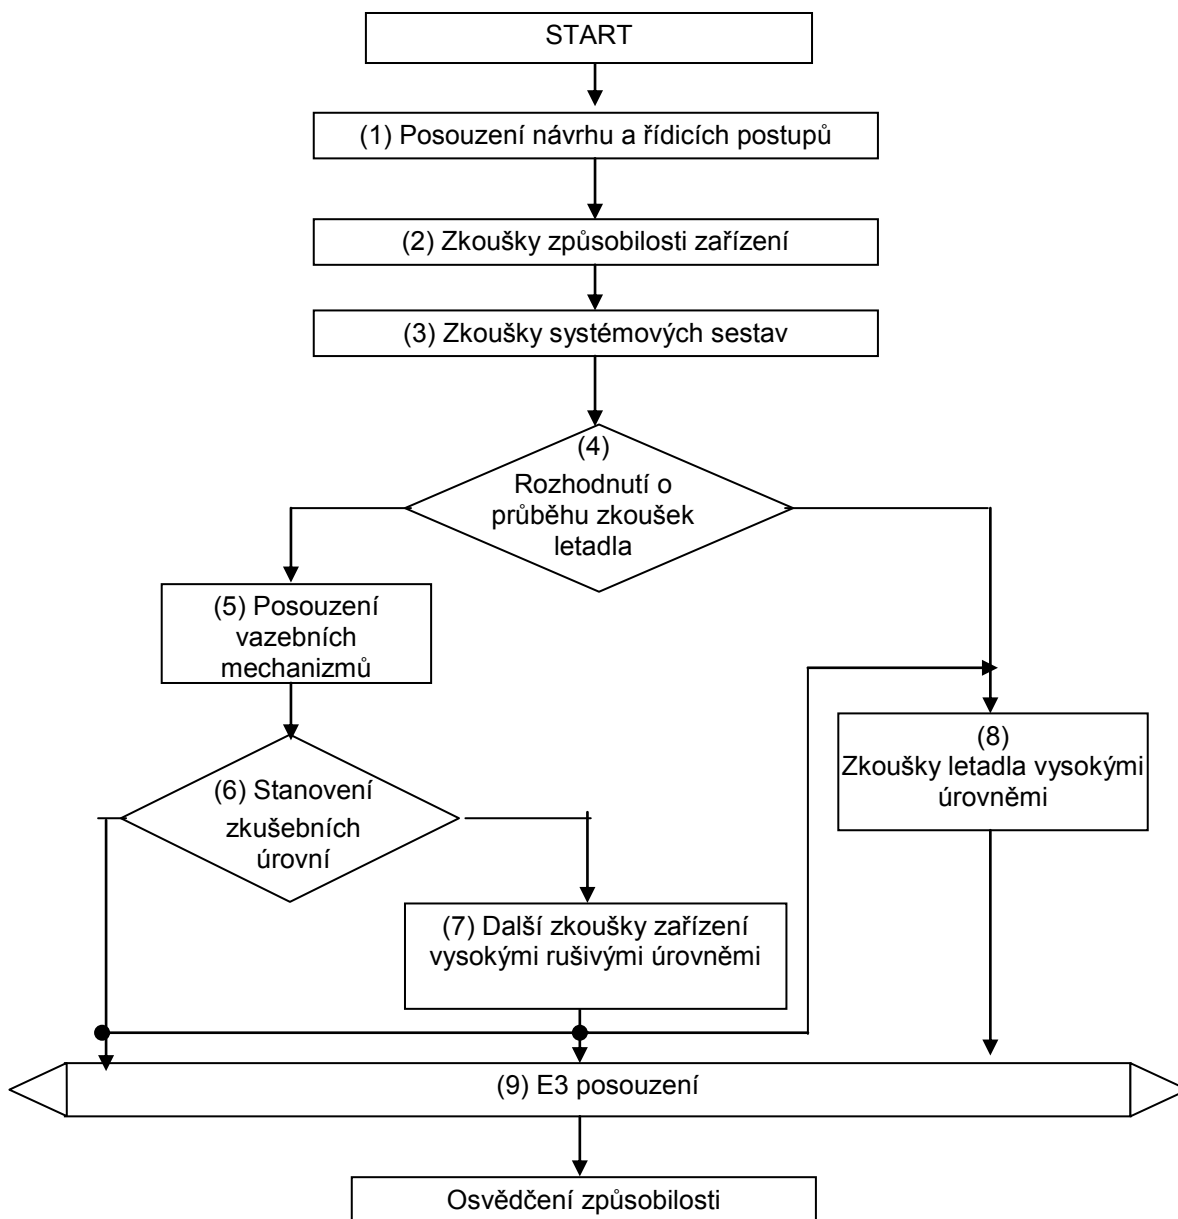 START
(1) Posouzení návrhu a řídicích postupů
(2) Zkoušky způsobilosti zařízení
(3) Zkoušky systémových sestav
(4)
Rozhodnutí o
průběhu zkoušek
letadla
(5) Posouzení
vazebních
mechanizmů
(6) Stanovení
zkušebních
úrovní
(7) Další zkoušky zařízení
vysokými rušivými úrovněmi
(8)
Zkoušky letadla vysokými
úrovněmi
(9) E3 posouzení
Osvědčení způsobilosti